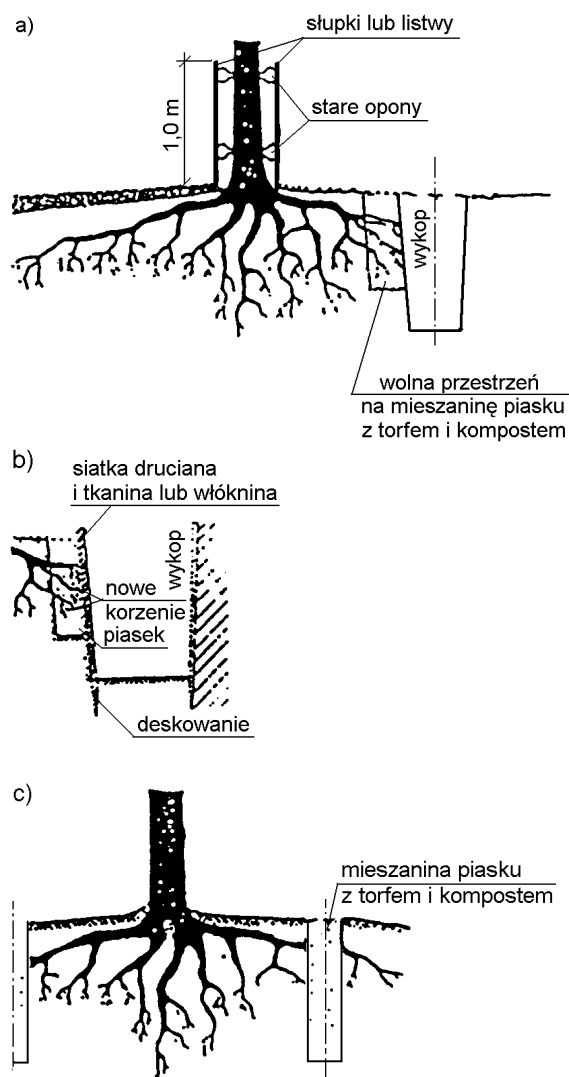 a)
słupki lub listwy
stare opony
1,0 m
wykop
wolna przestrzeń
na mieszaninę piasku
z torfem i kompostem
b)
siatka druciana
i tkanina lub włóknina
wykop
nowe
korzenie
piasek
deskowanie
c)
mieszanina piasku
z torfem i kompostem